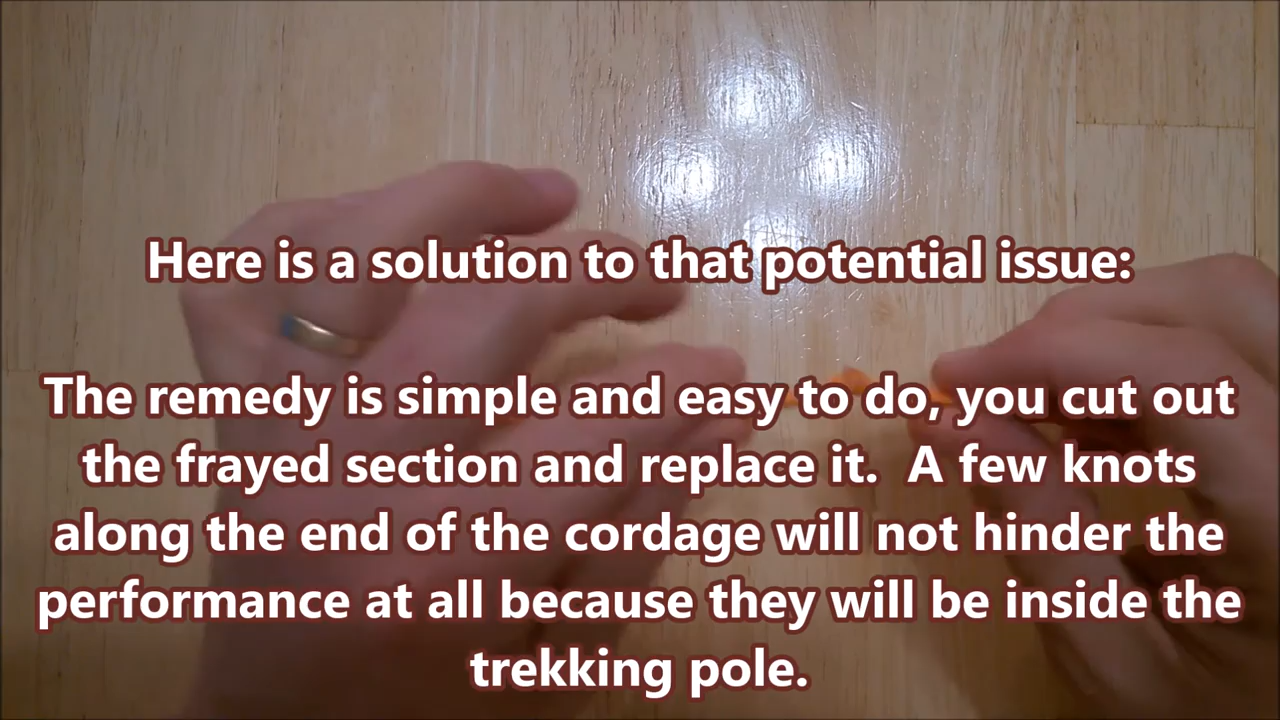 Here is a solution to that potential issue:
The remedy is simple and easy to do, you cut out
the frayed section and replace it.  A few knots
along the end of the cordage will not hinder the
performance at all because they will be inside the
trekking pole.